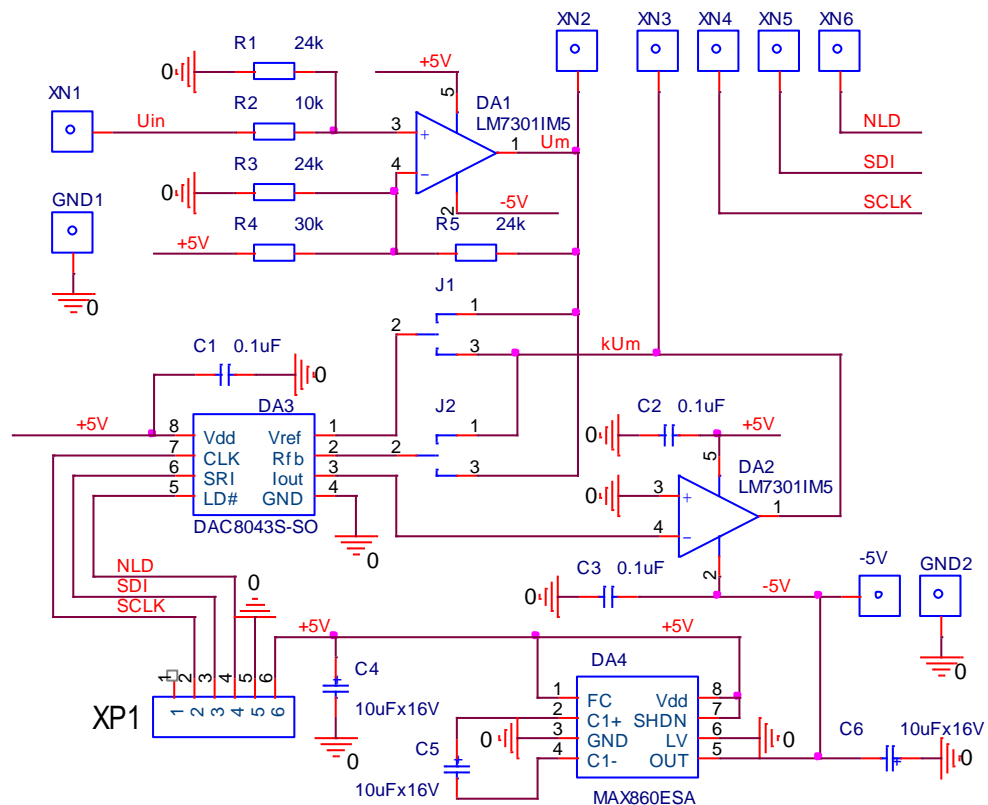 XN2 XN3 XN4 XN5 XN6
R1 24k
0
+5V
5
XN1
R2 10k
DA1
LM7301IM5
Uin
3
+
1
Um
NLD
4
−
R3 24k
0
SDI
GND1
2
-5V
SCLK
R4 30k
R5 24k
+5V
0
J1
1
2
3
kUm
C1 0.1uF
0
DA3
J2
C2 0.1uF
+5V
+5V
8 Vdd Vref 1
1
0
7 CLK Rfb 2
2
5
DA2
LM7301IM5
6 SRI Iout 3
3
0
3
+
1
5 LD# GND 4
4
−
DAC8043S-SO
0
2
NLD
C3 0.1uF
-5V
-5V
GND2
SDI
0
0
SCLK
+5V
+5V
0
C4
DA4
1 2 3 4 5 6
1 FC Vdd 8
10uFx16V
2 C1+ SHDN 7
XP1
1 2 3 4 5 6
0
3 GND LV 6
0
C6 10uFx16V
0
C5
4 C1- OUT 5
0
10uFx16V
MAX860ESA